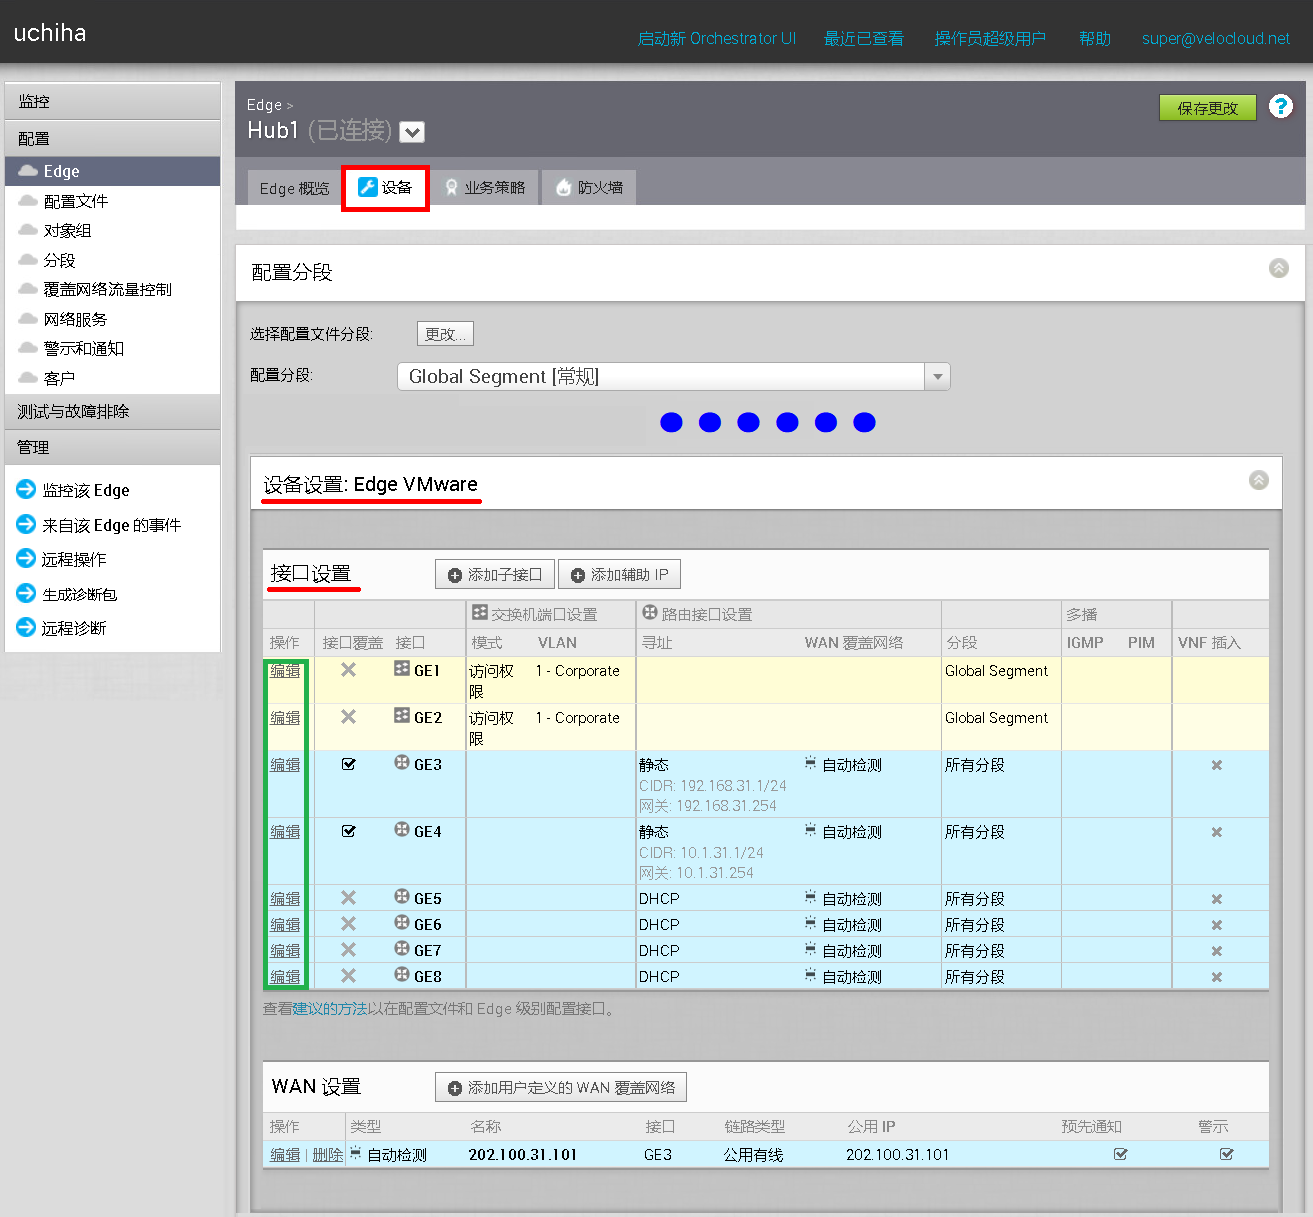 uchiha
启动新 Orchestrator UI 最近已查看 操作员超级用户 帮助 super@velocloud.net
监控
配置
Edge
配置文件
对象组
分段
覆盖网络流量控制
网络服务
警示和通知
客户
测试与故障排除
管理
监控该 Edge
来自该 Edge 的事件
远程操作
生成诊断包
远程诊断
Edge >
Hub1 (已连接)
保存更改 ?
Edge 概览 设备 业务策略 防火墙
配置分段
选择配置文件分段: 更改...
配置分段: Global Segment [常规]
设备设置: Edge VMware
接口设置 添加子接口 添加辅助 IP
交换机端口设置 路由接口设置 多播
操作 接口覆盖 接口 模式 VLAN 寻址 WAN 覆盖网络 分段 IGMP PIM VNF 插入
编辑 GE1 访问权限 1 - Corporate Global Segment
编辑 GE2 访问权限 1 - Corporate Global Segment
编辑 GE3 静态 自动检测 所有分段
CIDR: 192.168.31.1/24
网关: 192.168.31.254
编辑 GE4 静态 自动检测 所有分段
CIDR: 10.1.31.1/24
网关: 10.1.31.254
编辑 GE5 DHCP 自动检测 所有分段
编辑 GE6 DHCP 自动检测 所有分段
编辑 GE7 DHCP 自动检测 所有分段
编辑 GE8 DHCP 自动检测 所有分段
查看建议的方法以在配置文件和 Edge 级别配置接口。
WAN 设置 添加用户定义的 WAN 覆盖网络
操作 类型 名称 接口 链路类型 公用 IP 预先通知 警示
编辑 | 删除 自动检测 202.100.31.101 GE3 公用有线 202.100.31.101